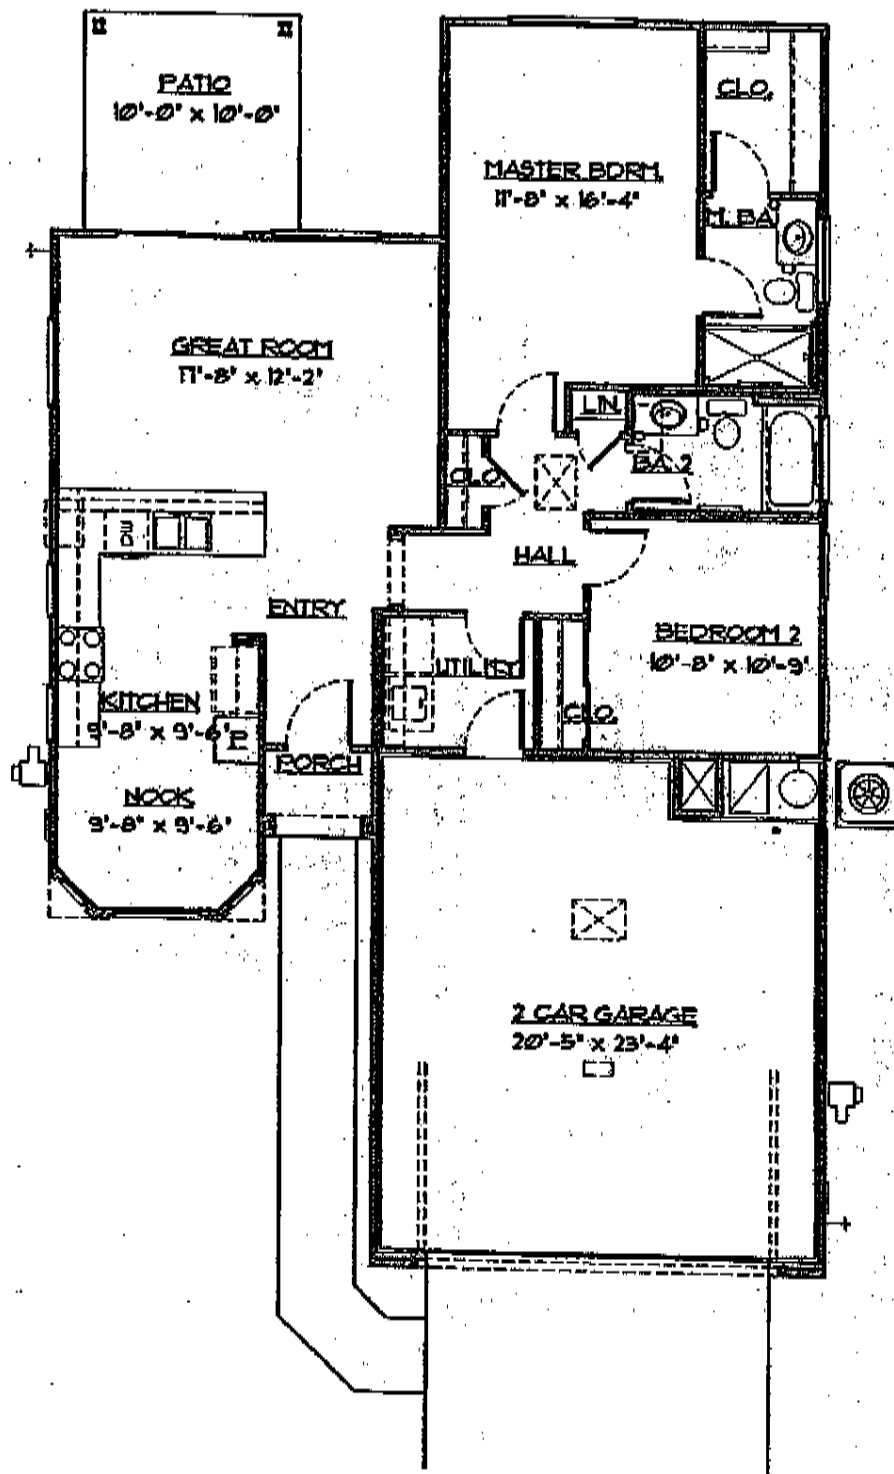 PATIO
10'-0" x 10'-0"
CLO.
MASTER BDRM.
11'-8" x 16'-4"
M. BA.
GREAT ROOM
17'-8" x 12'-2"
LIN.
CLO.
BA. 2
DW
HALL
ENTRY
BEDROOM 2
10'-8" x 10'-9"
UTILITY
KITCHEN
9'-8" x 9'-6"
P
CLO.
PORCH
NOOK
9'-8" x 9'-6"
2 CAR GARAGE
20'-5" x 23'-4"